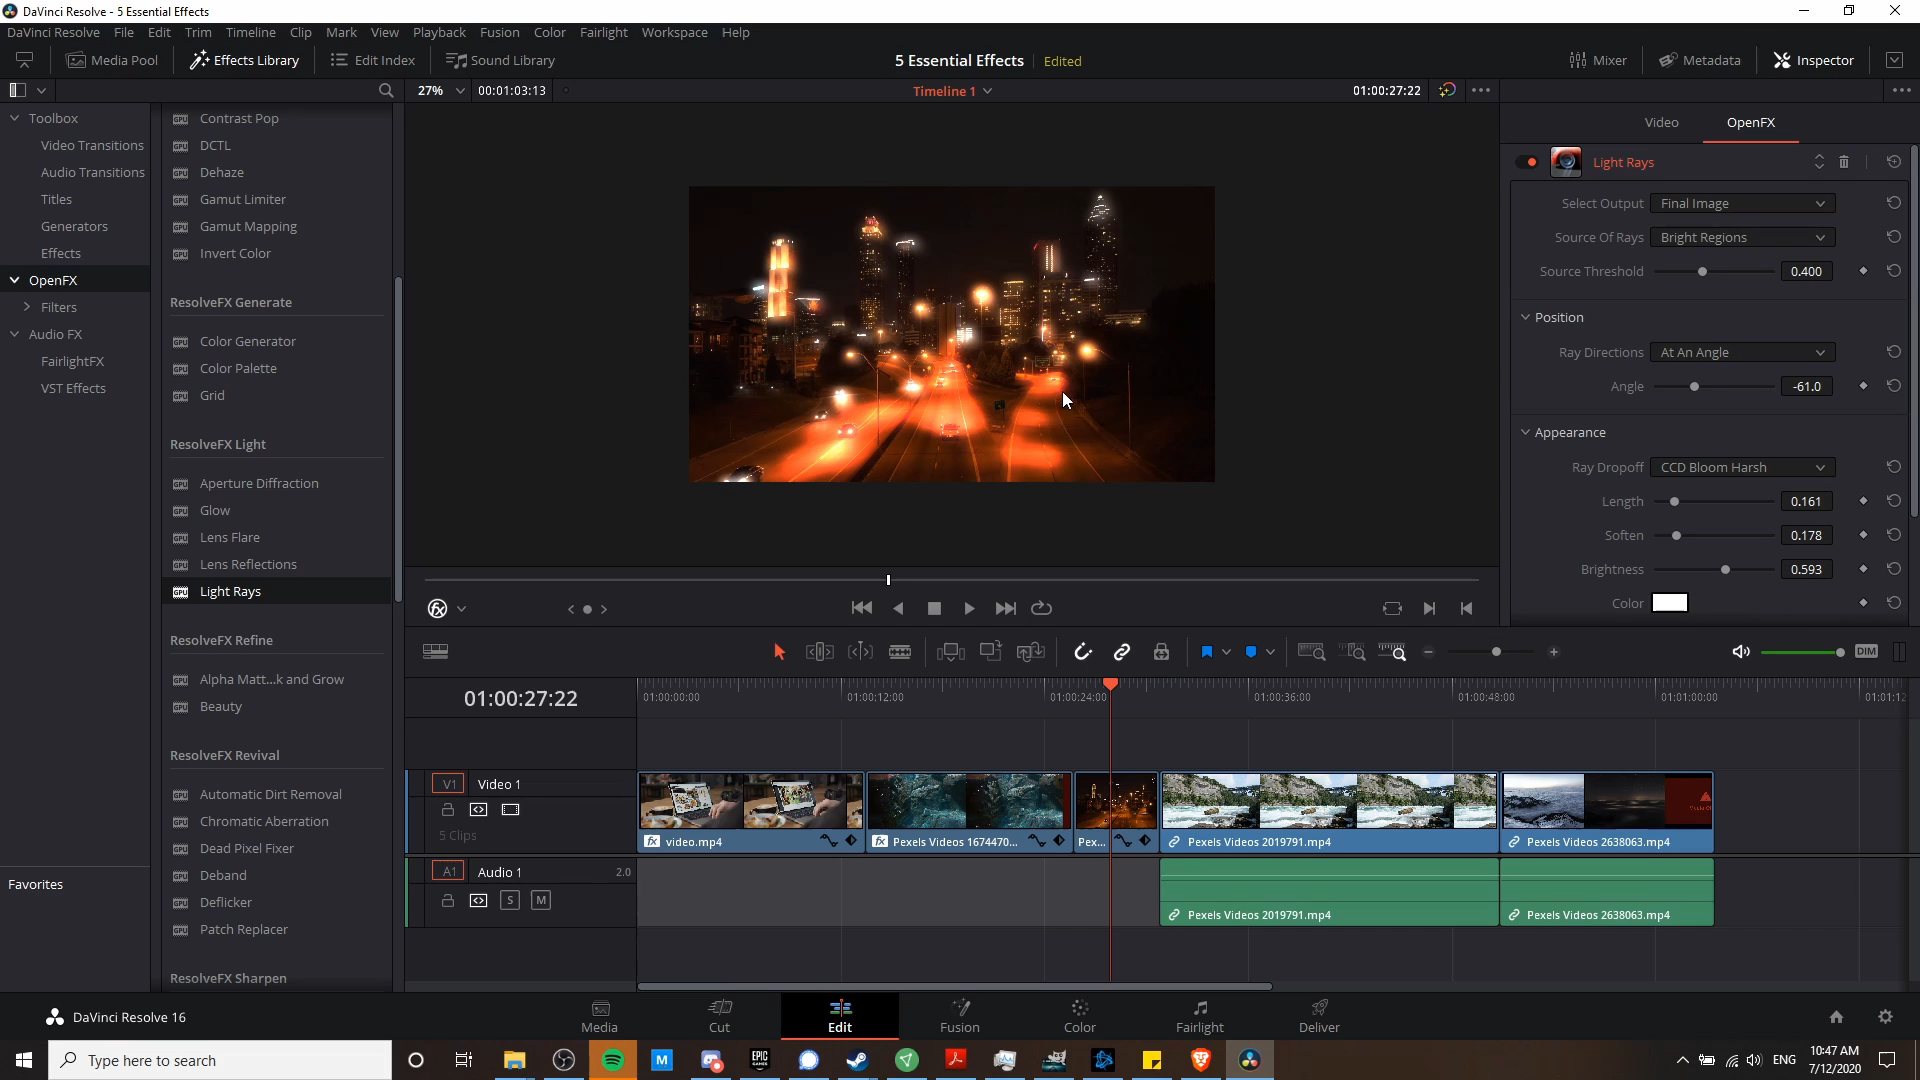 DaVinci Resolve - 5 Essential Effects
DaVinci Resolve File Edit Trim Timeline Clip Mark View Playback Fusion Color Fairlight Workspace Help
Media Pool Effects Library Edit Index Sound Library 5 Essential Effects Edited Mixer Metadata Inspector
27% 00:01:03:13 Timeline 1 01:00:27:22
Toolbox
Video Transitions
Audio Transitions
Titles
Generators
Effects
OpenFX
Filters
Audio FX
FairlightFX
VST Effects
Favorites
Contrast Pop
DCTL
Dehaze
Gamut Limiter
Gamut Mapping
Invert Color
ResolveFX Generate
Color Generator
Color Palette
Grid
ResolveFX Light
Aperture Diffraction
Glow
Lens Flare
Lens Reflections
Light Rays
ResolveFX Refine
Alpha Matt...k and Grow
Beauty
ResolveFX Revival
Automatic Dirt Removal
Chromatic Aberration
Dead Pixel Fixer
Deband
Deflicker
Patch Replacer
ResolveFX Sharpen
Video OpenFX
Light Rays
Select Output Final Image
Source Of Rays Bright Regions
Source Threshold 0.400
Position
Ray Directions At An Angle
Angle -61.0
Appearance
Ray Dropoff CCD Bloom Harsh
Length 0.161
Soften 0.178
Brightness 0.593
Color
DIM
01:00:27:22 01:00:00:00 01:00:12:00 01:00:24:00 01:00:36:00 01:00:48:00 01:01:00:00 01:01:12
V1 Video 1
5 Clips
video.mp4 Pexels Videos 1674470... Pex... Pexels Videos 2019791.mp4 Pexels Videos 2638063.mp4
A1 Audio 1 2.0
S M
Pexels Videos 2019791.mp4 Pexels Videos 2638063.mp4
DaVinci Resolve 16
Media Cut Edit Fusion Color Fairlight Deliver
Type here to search
EPIC GAMES
ENG
10:47 AM
7/12/2020